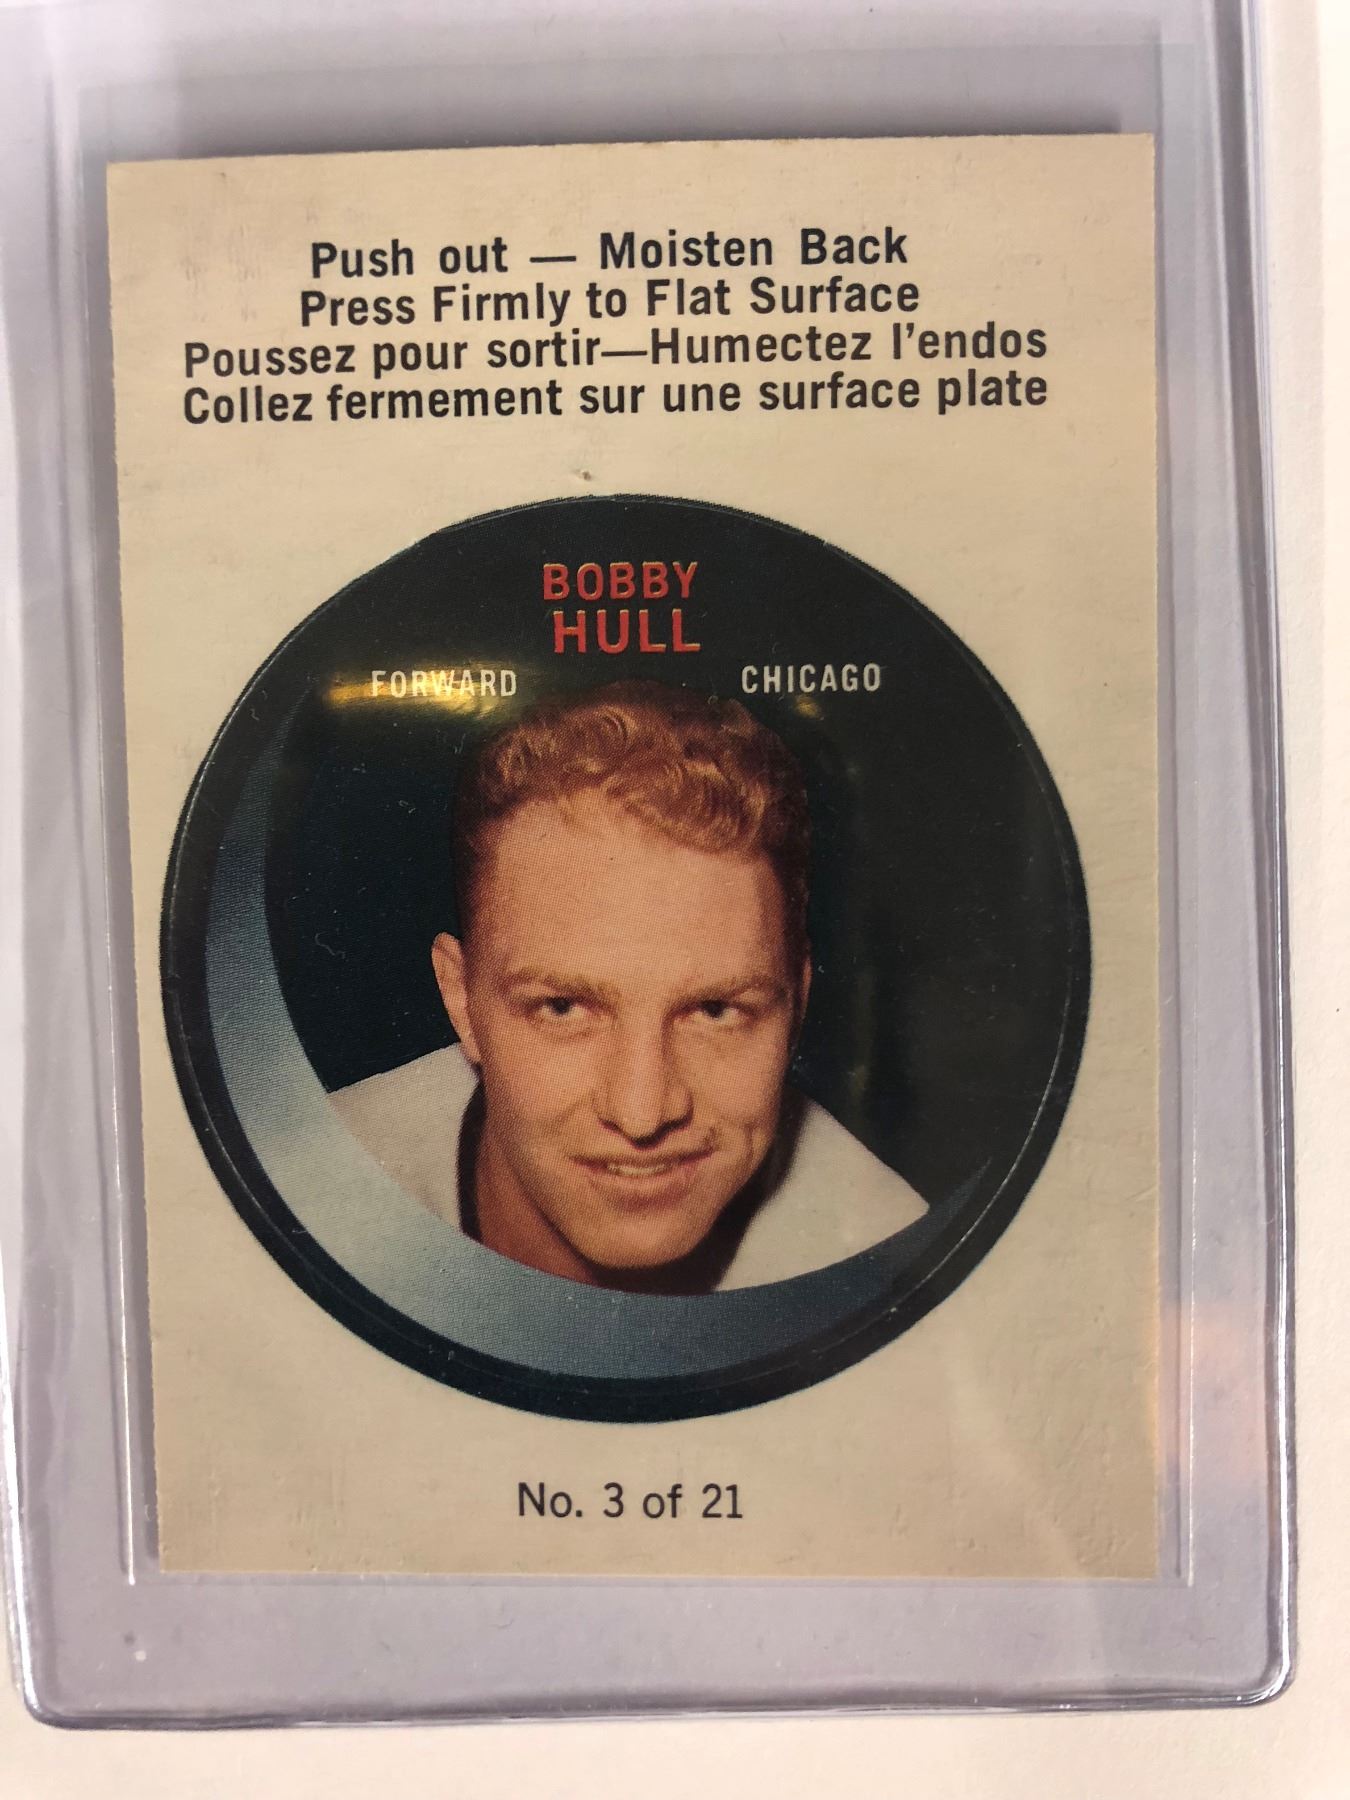 Push out — Moisten Back
Press Firmly to Flat Surface
Poussez pour sortir—Humectez l'endos
Collez fermement sur une surface plate
BOBBY
HULL
FORWARD CHICAGO
No. 3 of 21